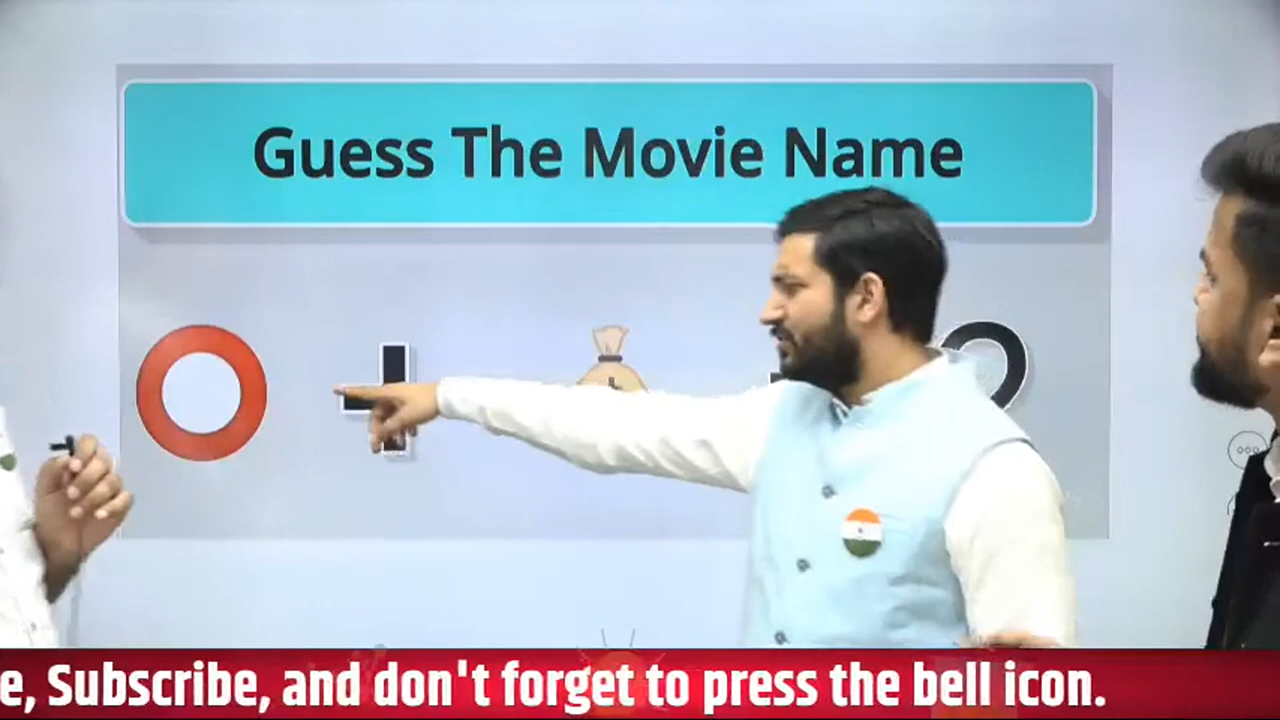 Guess The Movie Name
e, Subscribe, and don't forget to press the bell icon.